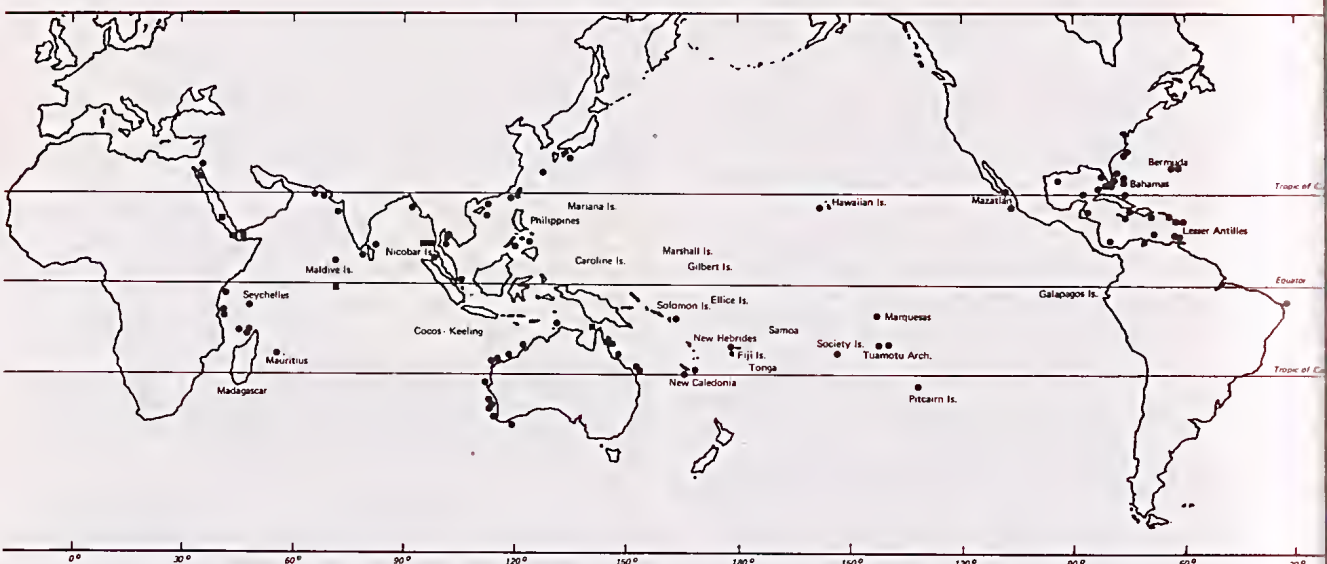 Bermuda
Tropic of C
Bahamas
Mariana Is.
Hawaiian Is.
Mazatlan
Philippines
Lesser Antilles
Nicobar Is.
Marshall Is.
Maldive Is.
Caroline Is.
Gilbert Is.
Equator
Seychelles
Galapagos Is.
Ellice Is.
Solomon Is.
Marquesas
Cocos - Keeling
Samoa
New Hebrides
Society Is.
Mauritius
Fiji Is.
Tuamotu Arch.
Tonga
Tropic of Ca
New Caledonia
Madagascar
Pitcairn Is.
0° 30° 60° 90° 120° 150° 180° 150° 120° 90° 60°